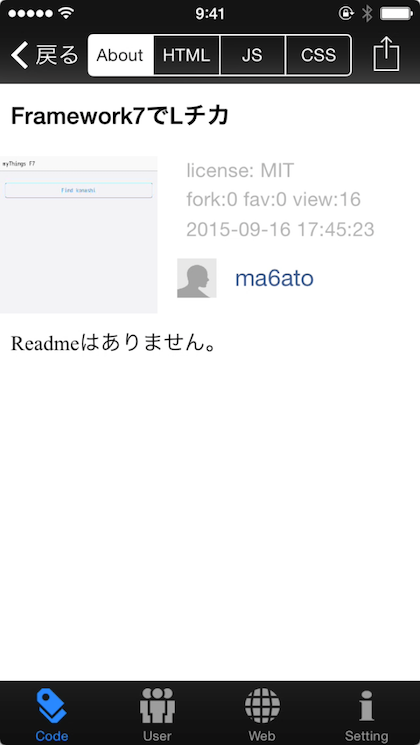 9:41
戻る About HTML JS CSS
Framework7でLチカ
myThings F7
Find konashi
license: MIT
fork:0 fav:0 view:16
2015-09-16 17:45:23
ma6ato
Readmeはありません。
Code User Web Setting